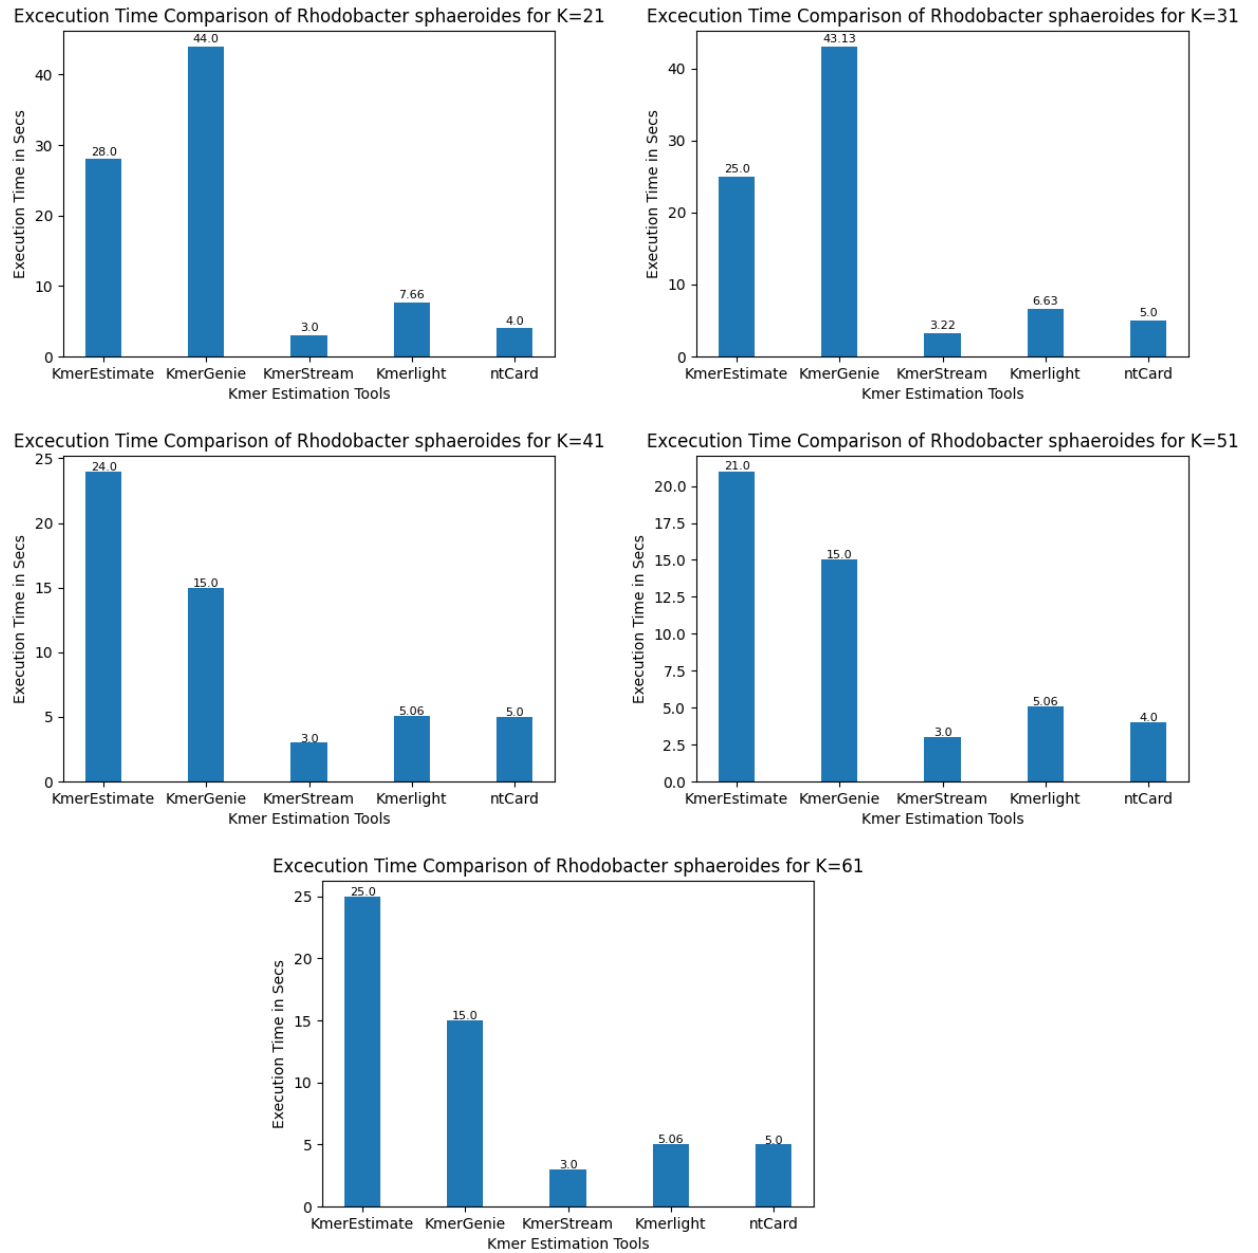 Excecution Time Comparison of Rhodobacter sphaeroides for K=21
Execution Time in Secs
40
30
20
10
0
28.0
44.0
3.0
7.66
4.0
KmerEstimate KmerGenie KmerStream Kmerlight ntCard
Kmer Estimation Tools
Excecution Time Comparison of Rhodobacter sphaeroides for K=31
Execution Time in Secs
40
30
20
10
0
25.0
43.13
3.22
6.63
5.0
KmerEstimate KmerGenie KmerStream Kmerlight ntCard
Kmer Estimation Tools
Excecution Time Comparison of Rhodobacter sphaeroides for K=41
Execution Time in Secs
25
20
15
10
5
0
24.0
15.0
3.0
5.06
5.0
KmerEstimate KmerGenie KmerStream Kmerlight ntCard
Kmer Estimation Tools
Excecution Time Comparison of Rhodobacter sphaeroides for K=51
Execution Time in Secs
20.0
17.5
15.0
12.5
10.0
7.5
5.0
2.5
0.0
21.0
15.0
3.0
5.06
4.0
KmerEstimate KmerGenie KmerStream Kmerlight ntCard
Kmer Estimation Tools
Excecution Time Comparison of Rhodobacter sphaeroides for K=61
Execution Time in Secs
25
20
15
10
5
0
25.0
15.0
3.0
5.06
5.0
KmerEstimate KmerGenie KmerStream Kmerlight ntCard
Kmer Estimation Tools